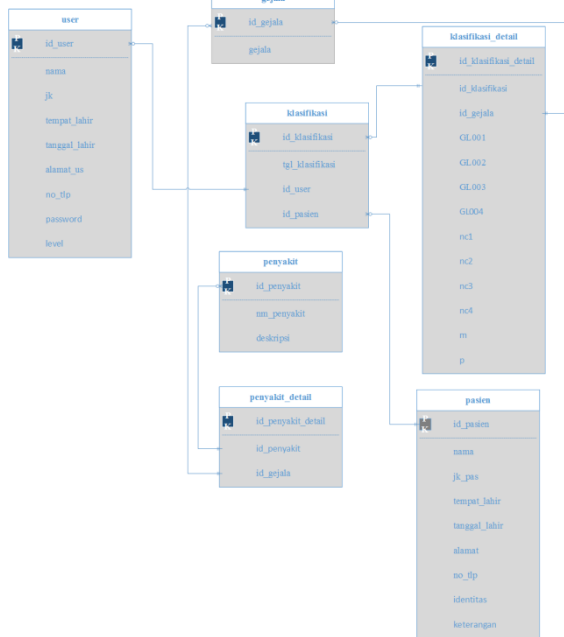 user
id_user
nama
jk
tempat_lahir
tanggal_lahir
alamat_us
no_tlp
password
level
gejala
id_gejala
gejala
klasifikasi
id_klasifikasi
tgl_klasifikasi
id_user
id_pasien
penyakit
id_penyakit
nm_penyakit
deskripsi
penyakit_detail
id_penyakit_detail
id_penyakit
id_gejala
klasifikasi_detail
id_klasifikasi_detail
id_klasifikasi
id_gejala
GL001
GL002
GL003
GL004
nc1
nc2
nc3
nc4
m
p
pasien
id_pasien
nama
jk_pas
tempat_lahir
tanggal_lahir
alamat
no_tlp
identitas
keterangan